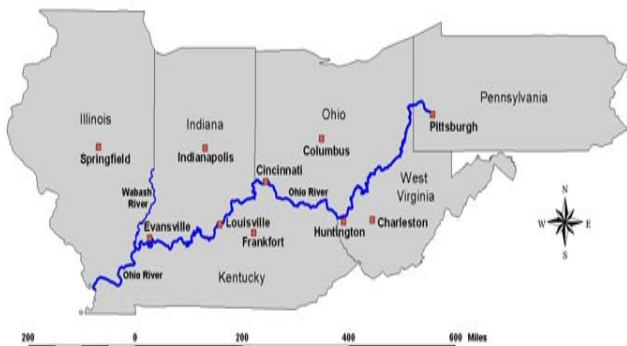 Illinois
Indiana
Ohio
Pennsylvania
Pittsburgh
Springfield
Indianapolis
Columbus
Cincinnati
West
Virginia
Wabash
River
Ohio River
Evansville
Louisville
Frankfort
Huntington
Charleston
Ohio River
Kentucky
N
W
E
S
200
0
200
400
600 Miles